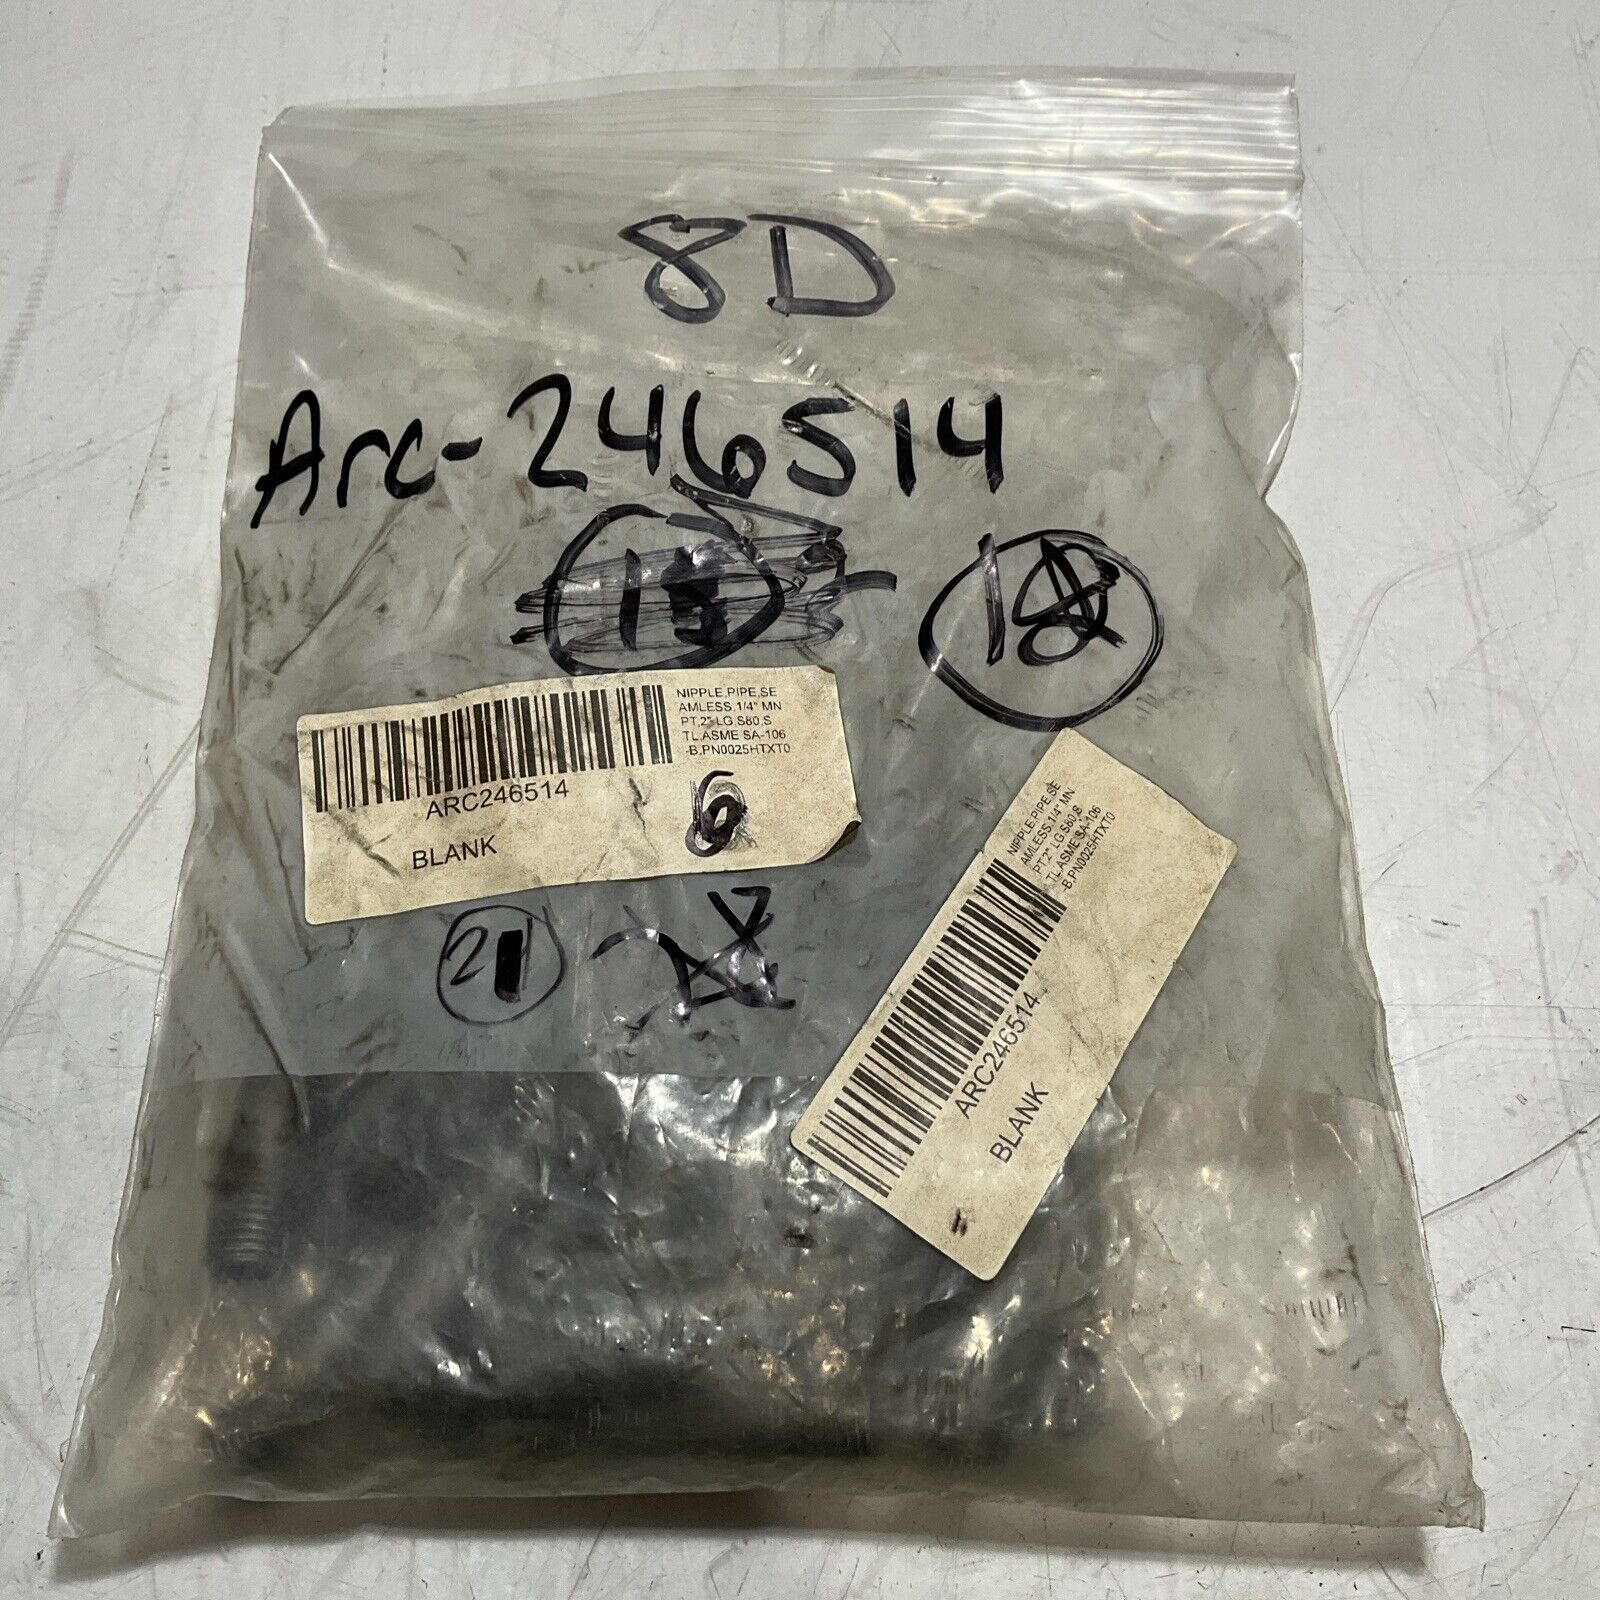 8D
Arc-246514
NIPPLE,PIPE,SE
AMLESS,1/4" MN
PT,2" LG,S80,S
TL,ASME SA-106
-B,PN0025HTXT0
ARC246514
BLANK
6
21
NIPPLE,PIPE,SE
AMLESS,1/4" MN
PT,2" LG,S80,S
TL,ASME SA-106
-B,PN0025HTXT0
ARC246514
BLANK